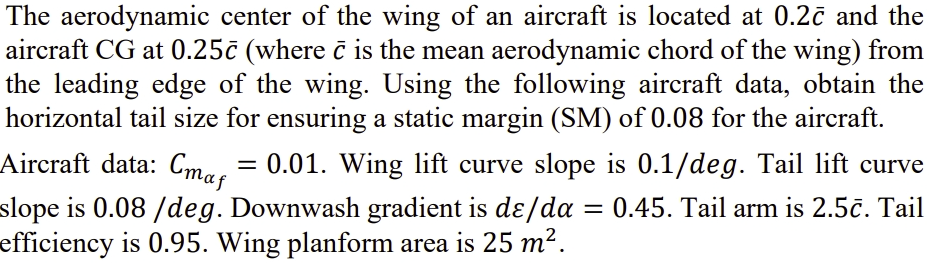 The aerodynamic center of the wing of an aircraft is located at 0.2c̄ and the
aircraft CG at 0.25c̄ (where c̄ is the mean aerodynamic chord of the wing) from
the leading edge of the wing. Using the following aircraft data, obtain the
horizontal tail size for ensuring a static margin (SM) of 0.08 for the aircraft.
Aircraft data: C_{m_{α_f}} = 0.01. Wing lift curve slope is 0.1/deg. Tail lift curve
slope is 0.08 /deg. Downwash gradient is dε/dα = 0.45. Tail arm is 2.5c̄. Tail
efficiency is 0.95. Wing planform area is 25 m².